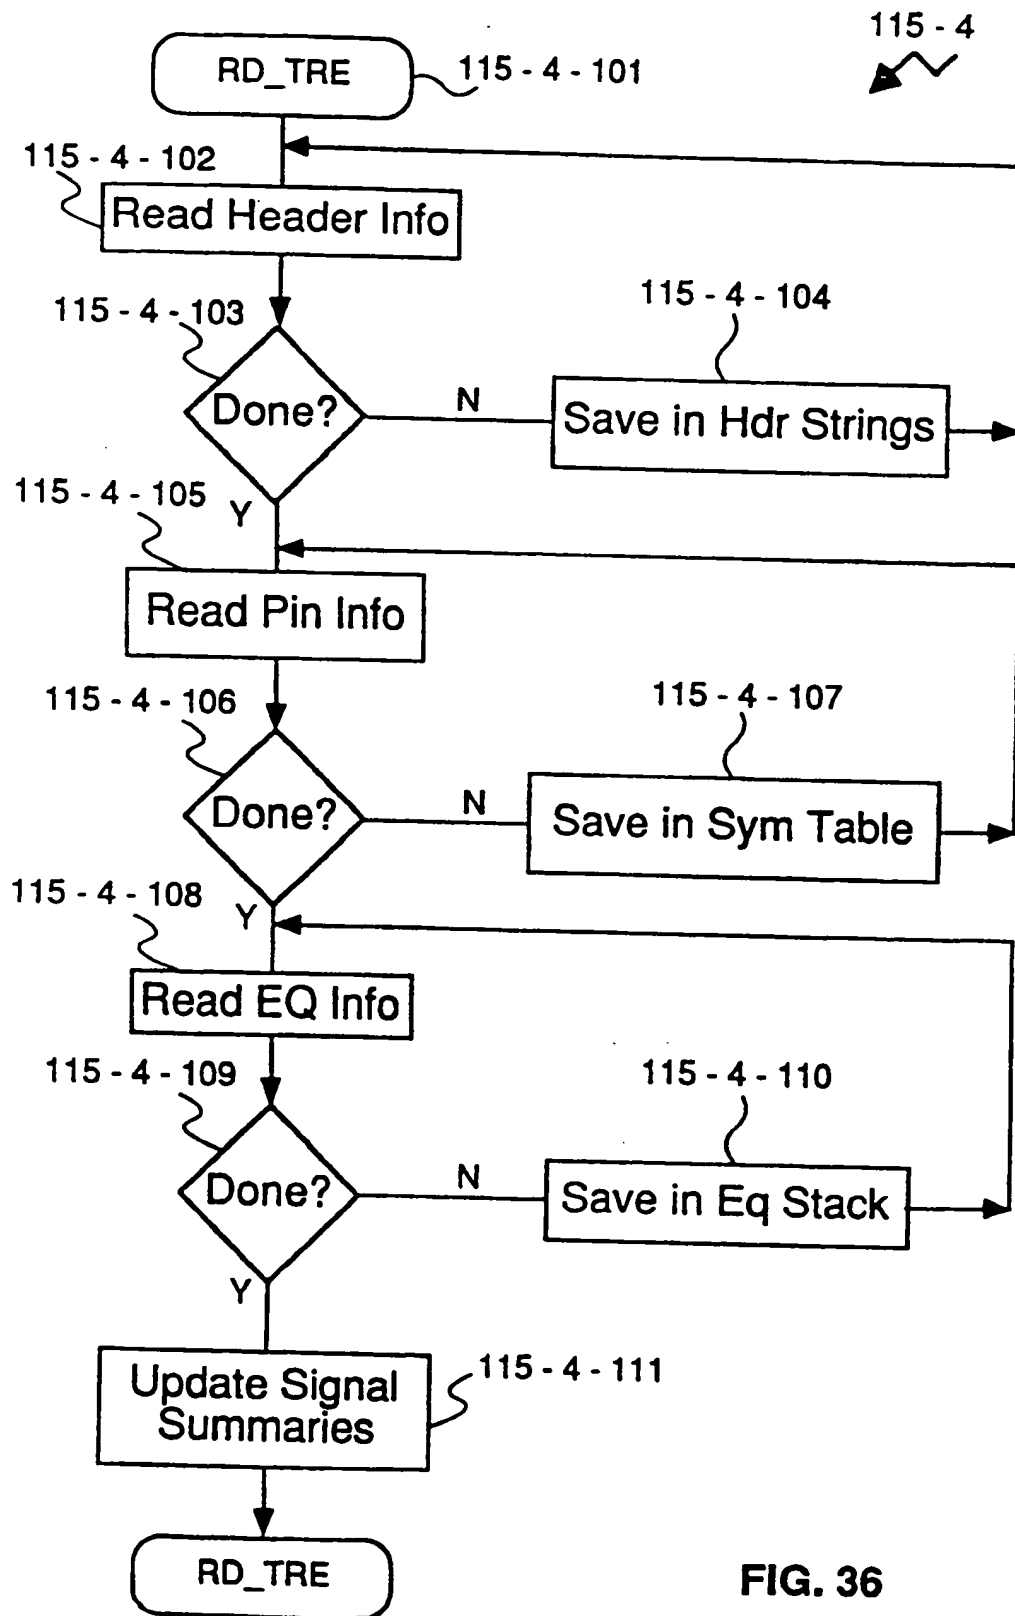 115 - 4
RD_TRE
115 - 4 - 101
115 - 4 - 102
Read Header Info
115 - 4 - 103
115 - 4 - 104
Done?
N
Save in Hdr Strings
115 - 4 - 105
Y
Read Pin Info
115 - 4 - 106
115 - 4 - 107
Done?
N
Save in Sym Table
115 - 4 - 108
Y
Read EQ Info
115 - 4 - 109
115 - 4 - 110
Done?
N
Save in Eq Stack
Y
Update Signal
Summaries
115 - 4 - 111
RD_TRE
FIG. 36